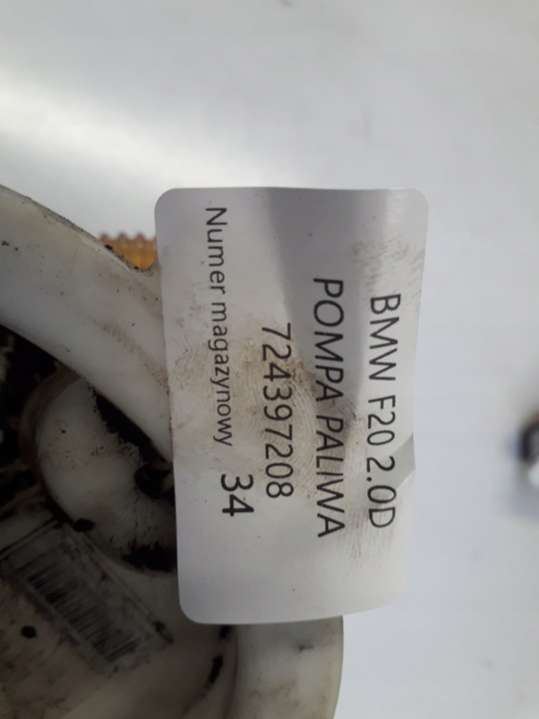 BMW F20 2.0D
POMPA PALIWA
724397208
Numer magazynowy 34